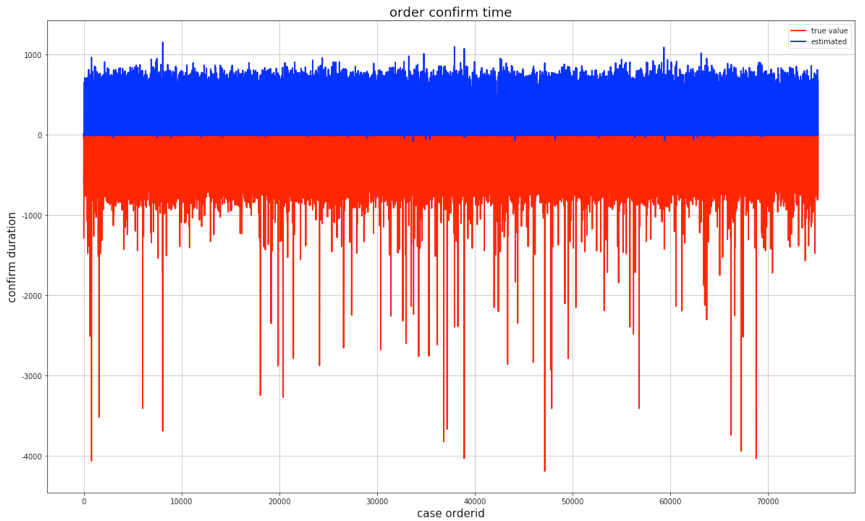 order confirm time
true value
estimated
1000
0
-1000
-2000
-3000
-4000
confirm duration
0 10000 20000 30000 40000 50000 60000 70000
case orderid